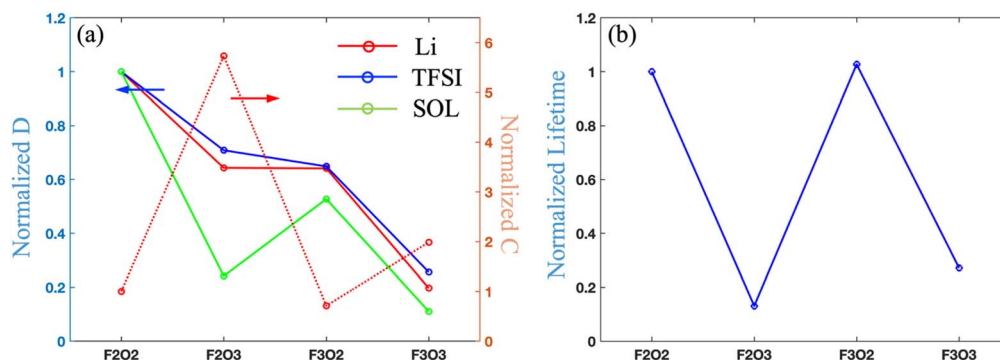 (a)
Li
TFSI
SOL
Normalized D
1.2
1
0.8
0.6
0.4
0.2
0
Normalized C
6
5
4
3
2
1
0
F2O2 F2O3 F3O2 F3O3
(b)
Normalized Lifetime
1.2
1
0.8
0.6
0.4
0.2
0
F2O2 F2O3 F3O2 F3O3